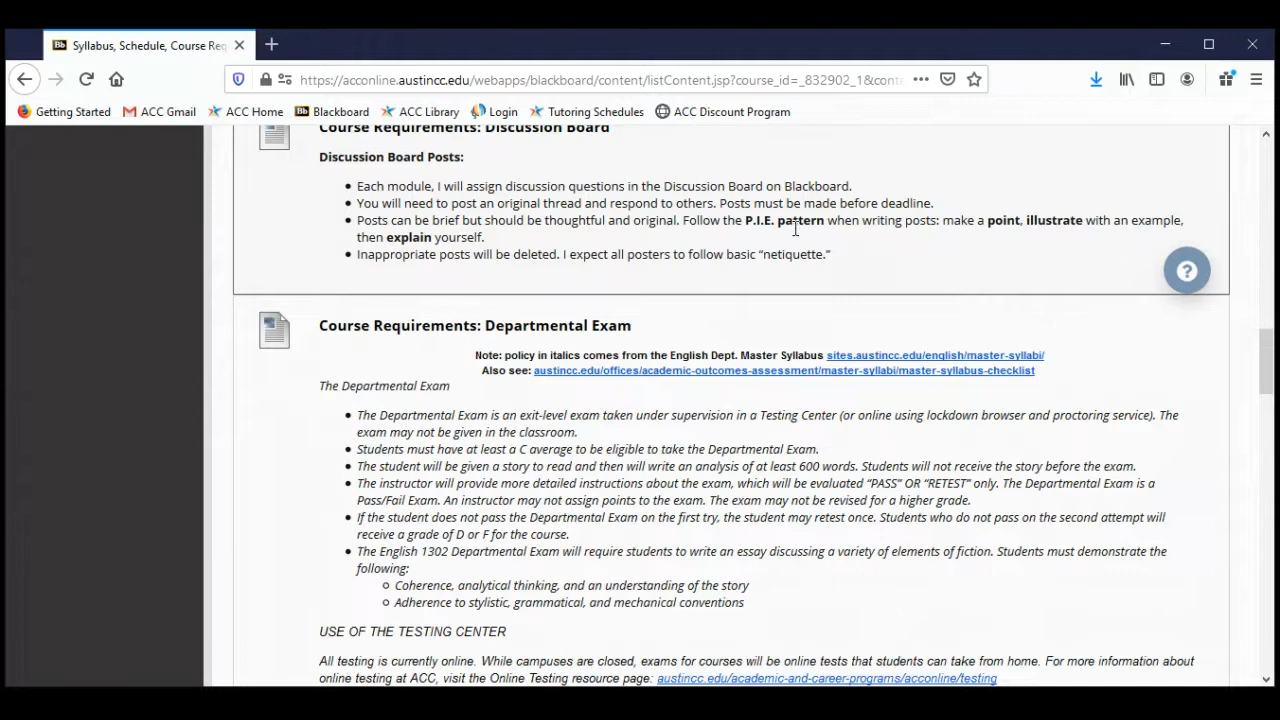 Bb Syllabus, Schedule, Course Req
https://acconline.austincc.edu/webapps/blackboard/content/listContent.jsp?course_id=_832902_1&conte
Getting Started ACC Gmail ACC Home Bb Blackboard ACC Library Login Tutoring Schedules ACC Discount Program
Course Requirements: Discussion Board
Discussion Board Posts:
• Each module, I will assign discussion questions in the Discussion Board on Blackboard.
• You will need to post an original thread and respond to others. Posts must be made before deadline.
• Posts can be brief but should be thoughtful and original. Follow the P.I.E. pattern when writing posts: make a point, illustrate with an example,
then explain yourself.
• Inappropriate posts will be deleted. I expect all posters to follow basic “netiquette.”
?
Course Requirements: Departmental Exam
Note: policy in italics comes from the English Dept. Master Syllabus sites.austincc.edu/english/master-syllabi/
Also see: austincc.edu/offices/academic-outcomes-assessment/master-syllabi/master-syllabus-checklist
The Departmental Exam
• The Departmental Exam is an exit-level exam taken under supervision in a Testing Center (or online using lockdown browser and proctoring service). The
exam may not be given in the classroom.
• Students must have at least a C average to be eligible to take the Departmental Exam.
• The student will be given a story to read and then will write an analysis of at least 600 words. Students will not receive the story before the exam.
• The instructor will provide more detailed instructions about the exam, which will be evaluated “PASS” OR “RETEST” only. The Departmental Exam is a
Pass/Fail Exam. An instructor may not assign points to the exam. The exam may not be revised for a higher grade.
• If the student does not pass the Departmental Exam on the first try, the student may retest once. Students who do not pass on the second attempt will
receive a grade of D or F for the course.
• The English 1302 Departmental Exam will require students to write an essay discussing a variety of elements of fiction. Students must demonstrate the
following:
○ Coherence, analytical thinking, and an understanding of the story
○ Adherence to stylistic, grammatical, and mechanical conventions
USE OF THE TESTING CENTER
All testing is currently online. While campuses are closed, exams for courses will be online tests that students can take from home. For more information about
online testing at ACC, visit the Online Testing resource page: austincc.edu/academic-and-career-programs/acconline/testing